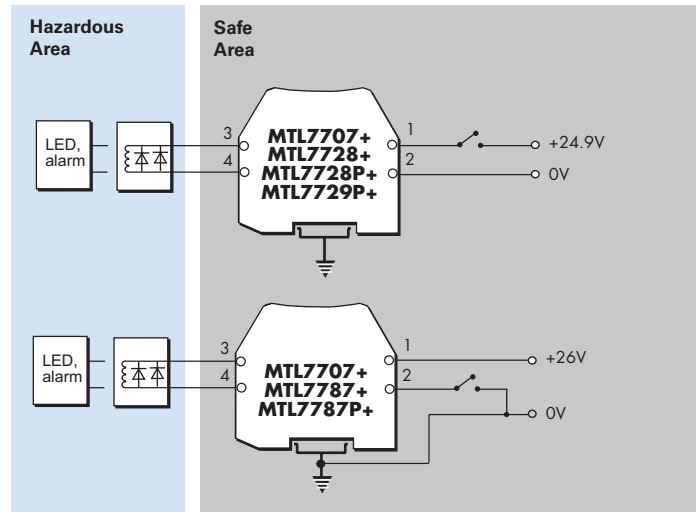 Hazardous
Area
Safe
Area
LED,
alarm
3
4
MTL7707+
MTL7728+
MTL7728P+
MTL7729P+
1
2
+24.9V
0V
LED,
alarm
3
4
MTL7707+
MTL7787+
MTL7787P+
1
2
+26V
0V